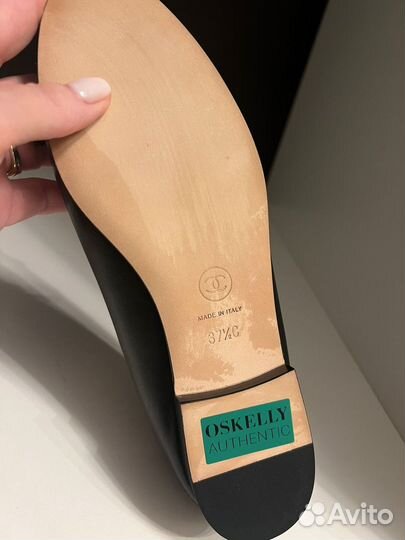 MADE IN ITALY
37½C
OSKELLY
AUTHENTIC
Avito